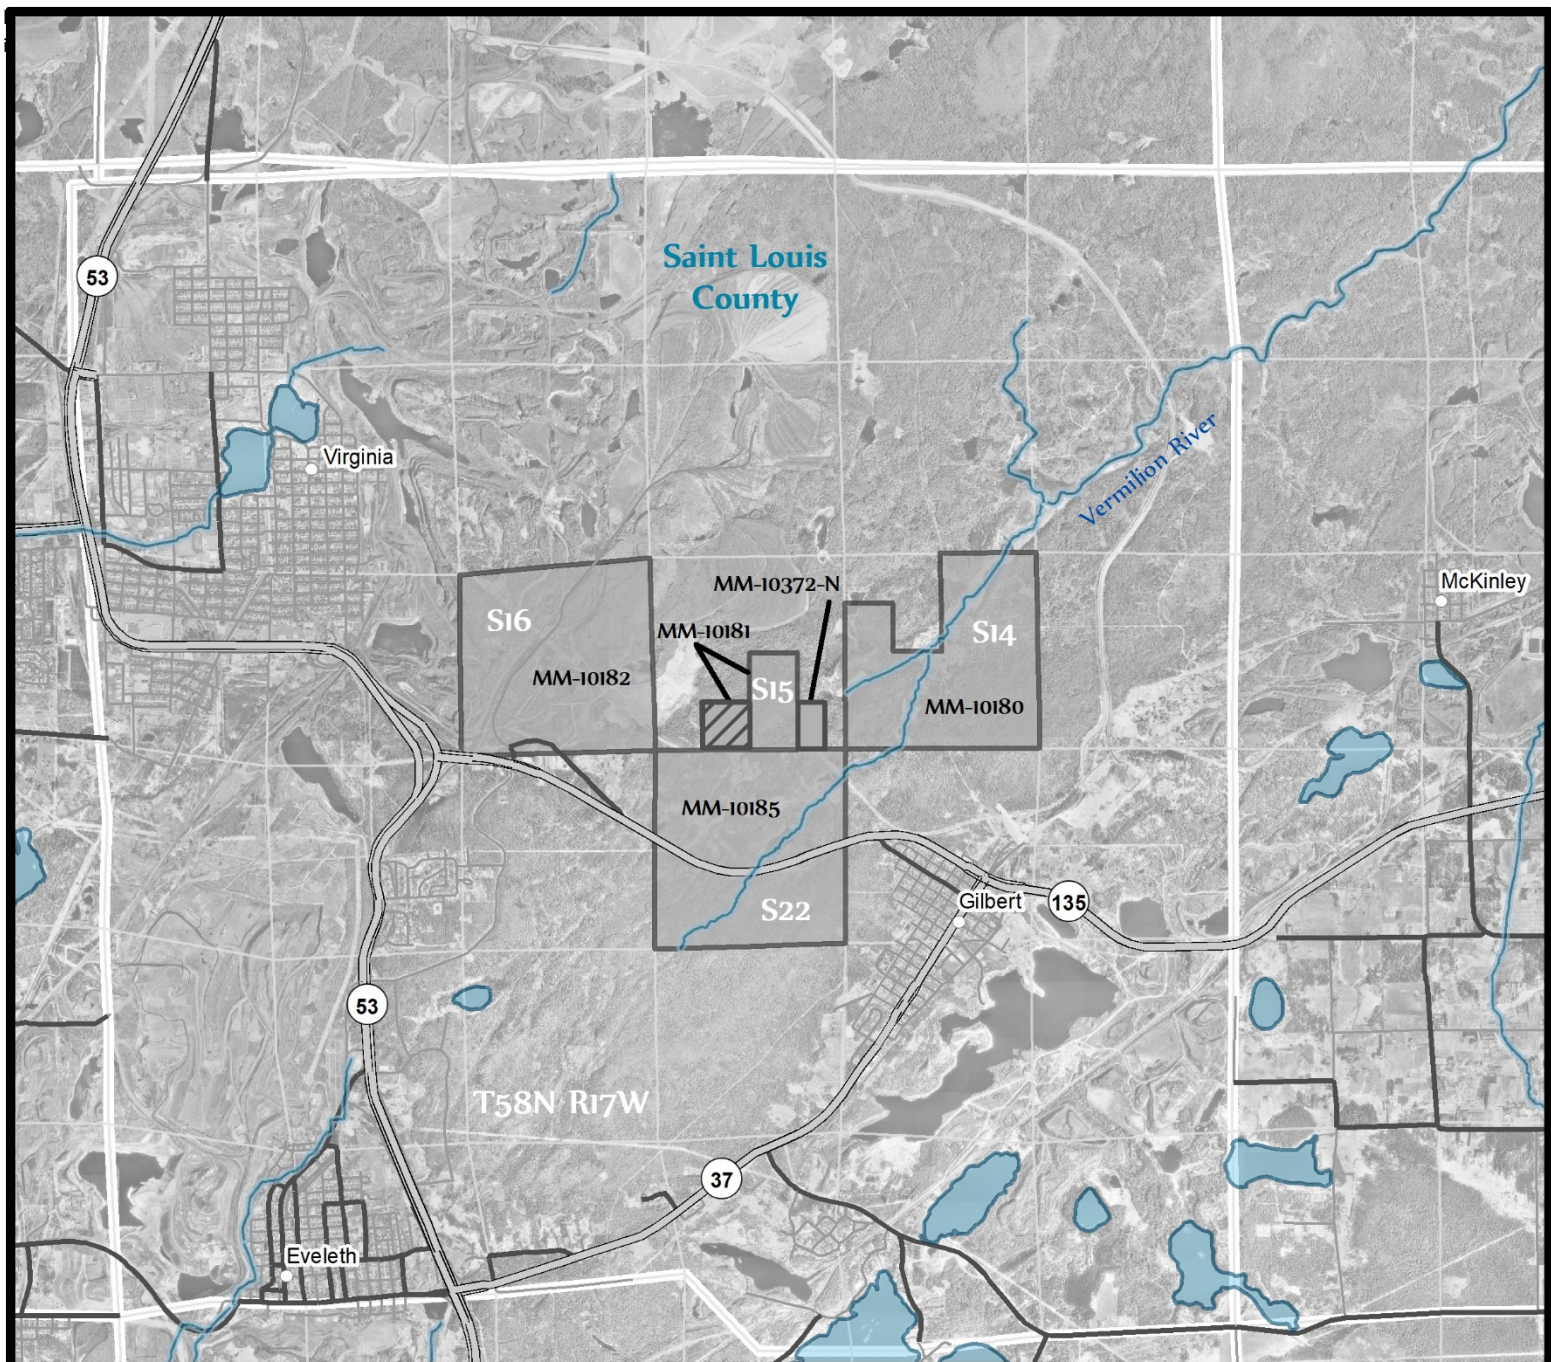 Saint Louis
County
53
Virginia
Vermilion River
MM-10372-N
McKinley
S16
MM-10181
S14
MM-10182
S15
MM-10180
MM-10185
S22
Gilbert
135
53
T58N R17W
37
Eveleth